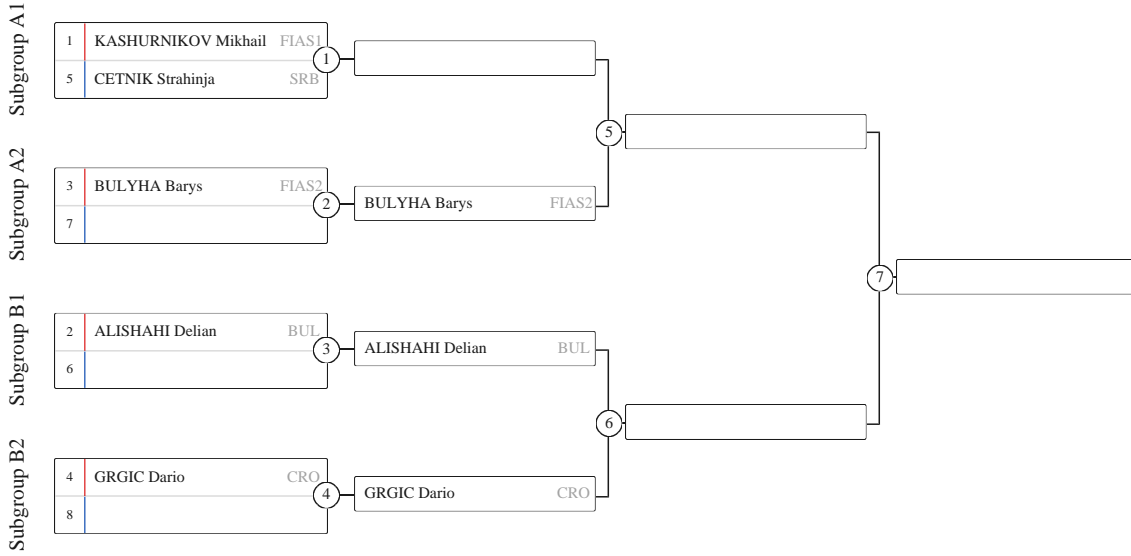 Subgroup A1
1 KASHURNIKOV Mikhail FIAS1
1
5 CETNIK Strahinja SRB
5
Subgroup A2
3 BULYHA Barys FIAS2
2
BULYHA Barys FIAS2
7
7
Subgroup B1
2 ALISHAHI Delian BUL
3
ALISHAHI Delian BUL
6
6
Subgroup B2
4 GRGIC Dario CRO
4
GRGIC Dario CRO
8